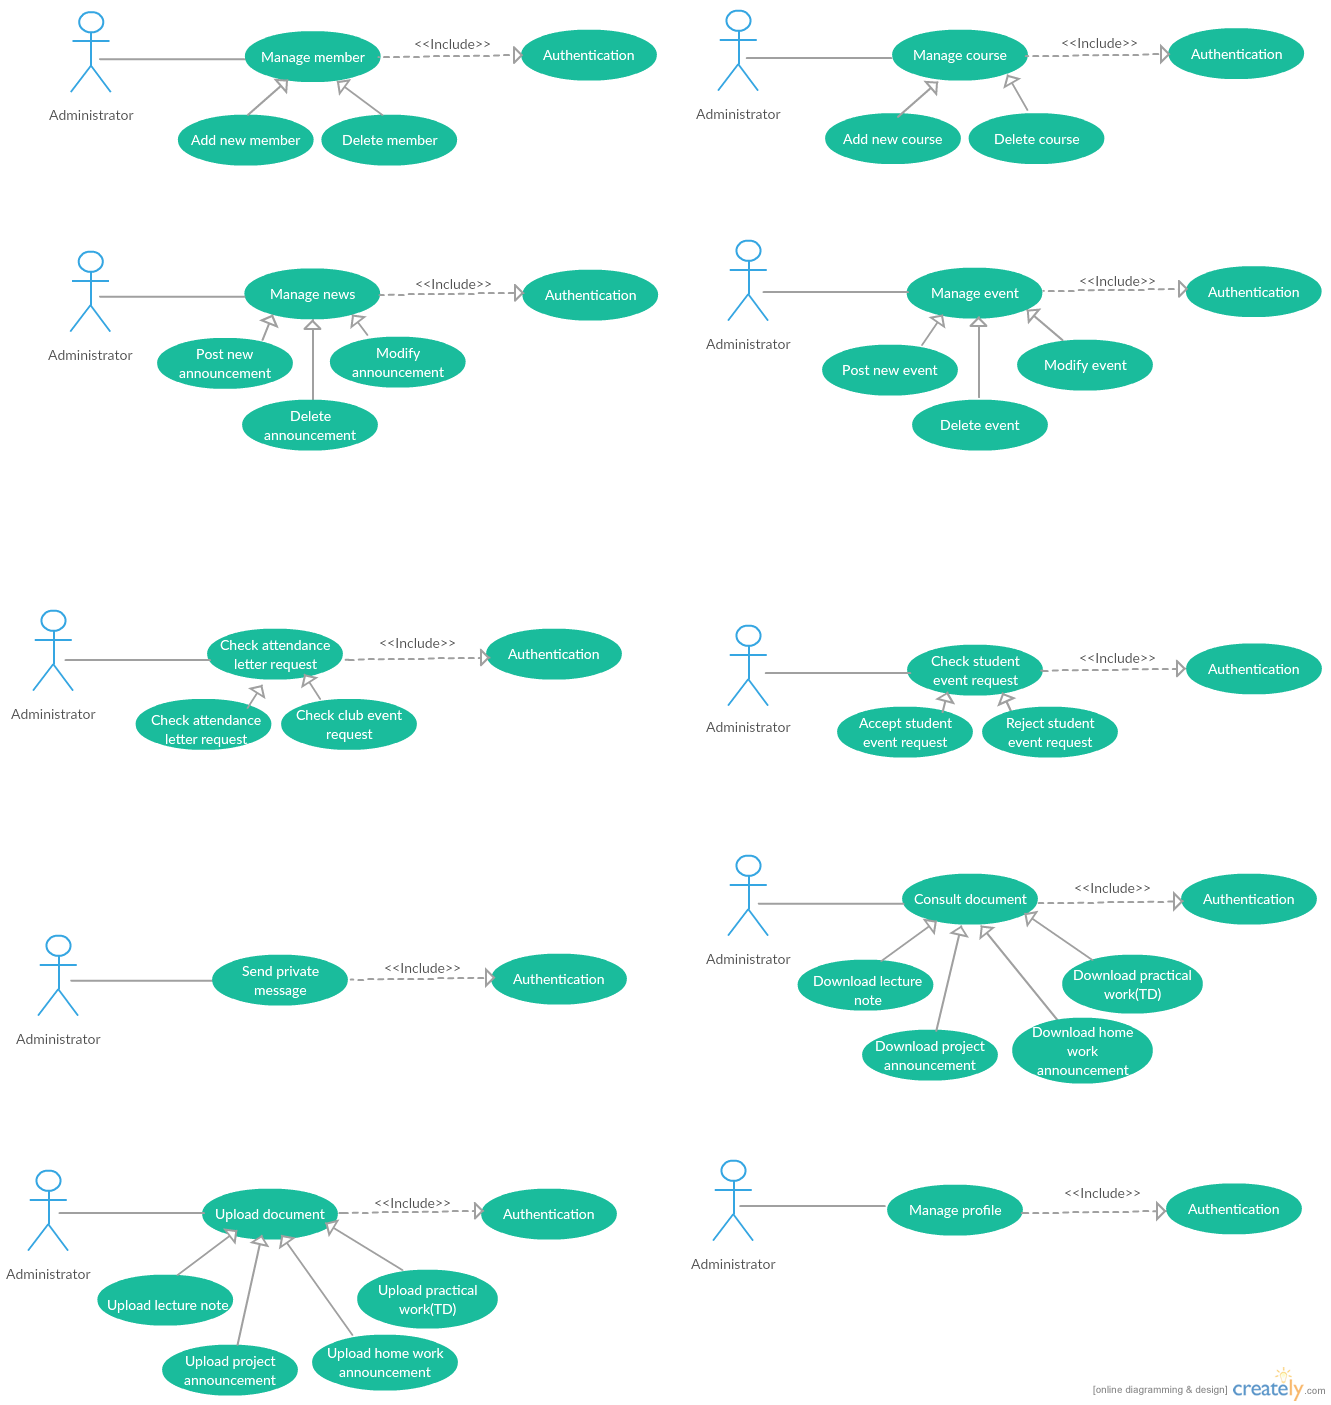 Manage member
<<Include>>
Authentication
Administrator
Add new member
Delete member
Manage course
<<Include>>
Authentication
Administrator
Add new course
Delete course
Manage news
<<Include>>
Authentication
Administrator
Post new
announcement
Modify
announcement
Delete
announcement
Manage event
<<Include>>
Authentication
Administrator
Post new event
Modify event
Delete event
Check attendance
letter request
<<Include>>
Authentication
Administrator
Check attendance
letter request
Check club event
request
Check student
event request
<<Include>>
Authentication
Administrator
Accept student
event request
Reject student
event request
Send private
message
<<Include>>
Authentication
Administrator
Consult document
<<Include>>
Authentication
Administrator
Download lecture
note
Download practical
work(TD)
Download project
announcement
Download home
work
announcement
Upload document
<<Include>>
Authentication
Administrator
Upload lecture note
Upload practical
work(TD)
Upload project
announcement
Upload home work
announcement
Manage profile
<<Include>>
Authentication
Administrator
[online diagramming & design] creately.com